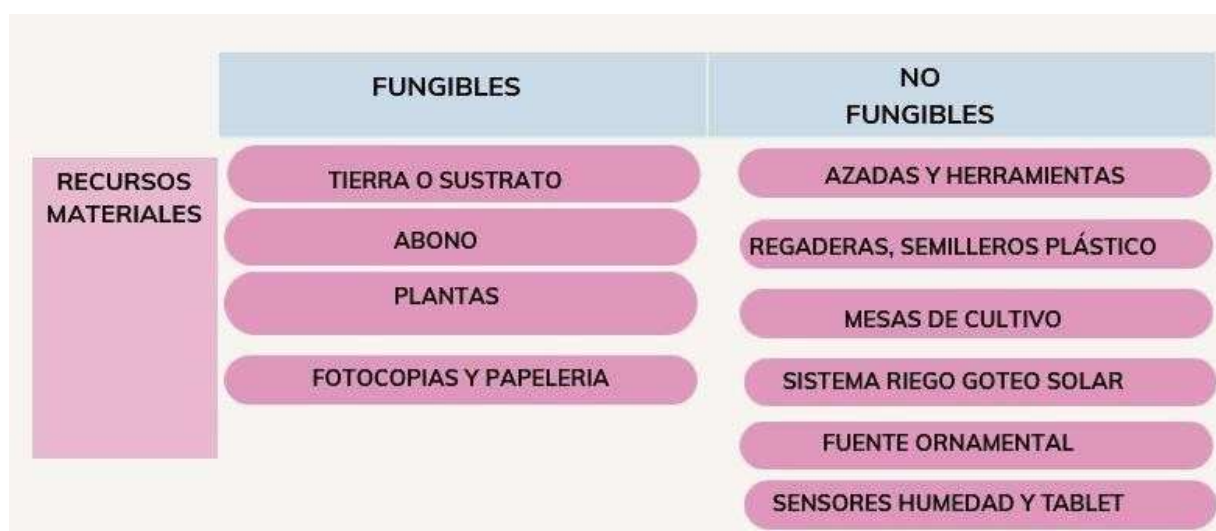 FUNGIBLES
NO
FUNGIBLES
RECURSOS
MATERIALES
TIERRA O SUSTRATO
ABONO
PLANTAS
FOTOCOPIAS Y PAPELERIA
AZADAS Y HERRAMIENTAS
REGADERAS, SEMILLEROS PLÁSTICO
MESAS DE CULTIVO
SISTEMA RIEGO GOTEO SOLAR
FUENTE ORNAMENTAL
SENSORES HUMEDAD Y TABLET